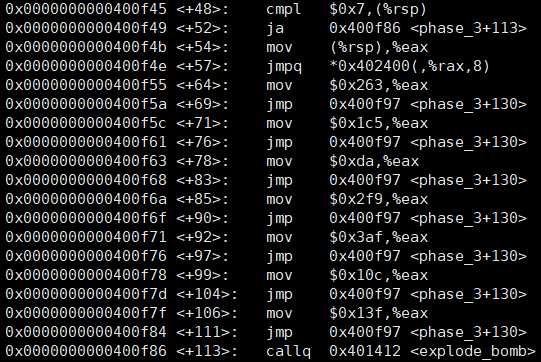 0x0000000000400f45 <+48>: cmpl $0x7,(%rsp)
0x0000000000400f49 <+52>: ja 0x400f86 <phase_3+113>
0x0000000000400f4b <+54>: mov (%rsp),%eax
0x0000000000400f4e <+57>: jmpq *0x402400(,%rax,8)
0x0000000000400f55 <+64>: mov $0x263,%eax
0x0000000000400f5a <+69>: jmp 0x400f97 <phase_3+130>
0x0000000000400f5c <+71>: mov $0x1c5,%eax
0x0000000000400f61 <+76>: jmp 0x400f97 <phase_3+130>
0x0000000000400f63 <+78>: mov $0xda,%eax
0x0000000000400f68 <+83>: jmp 0x400f97 <phase_3+130>
0x0000000000400f6a <+85>: mov $0x2f9,%eax
0x0000000000400f6f <+90>: jmp 0x400f97 <phase_3+130>
0x0000000000400f71 <+92>: mov $0x3af,%eax
0x0000000000400f76 <+97>: jmp 0x400f97 <phase_3+130>
0x0000000000400f78 <+99>: mov $0x10c,%eax
0x0000000000400f7d <+104>: jmp 0x400f97 <phase_3+130>
0x0000000000400f7f <+106>: mov $0x13f,%eax
0x0000000000400f84 <+111>: jmp 0x400f97 <phase_3+130>
0x0000000000400f86 <+113>: callq 0x401412 <explode_bomb>